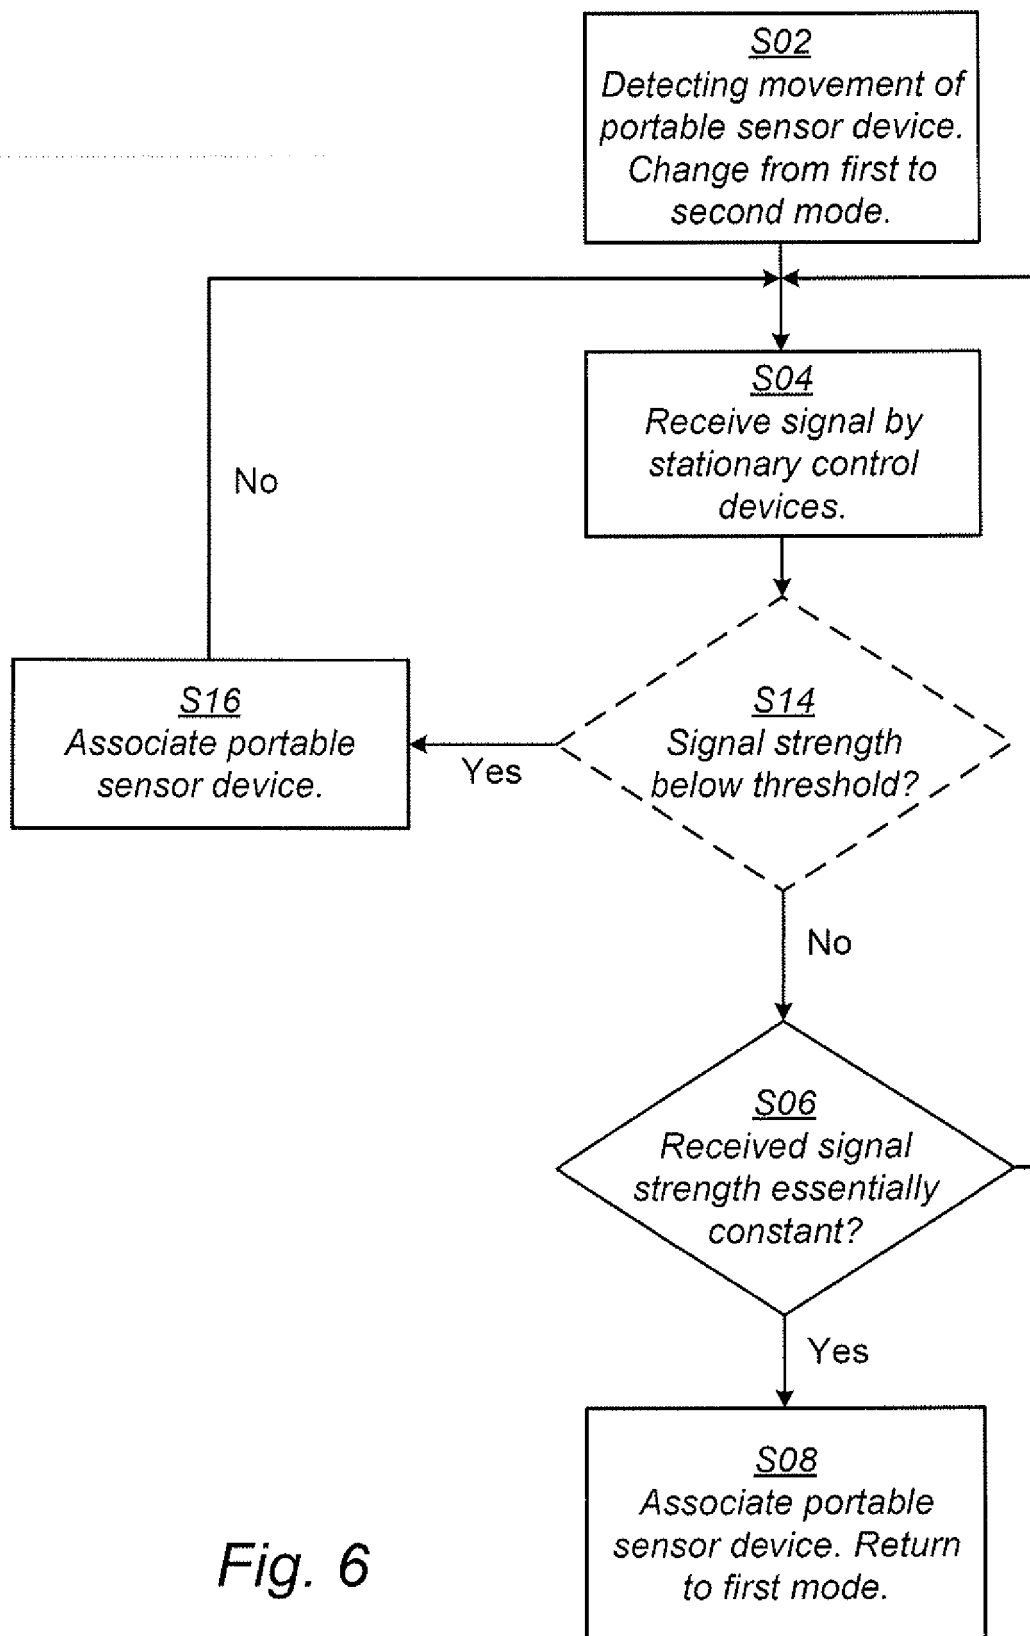 S02
Detecting movement of
portable sensor device.
Change from first to
second mode.
S04
Receive signal by
stationary control
devices.
No
S14
Signal strength
below threshold?
Yes
S16
Associate portable
sensor device.
No
S06
Received signal
strength essentially
constant?
Yes
S08
Associate portable
sensor device. Return
to first mode.
Fig. 6